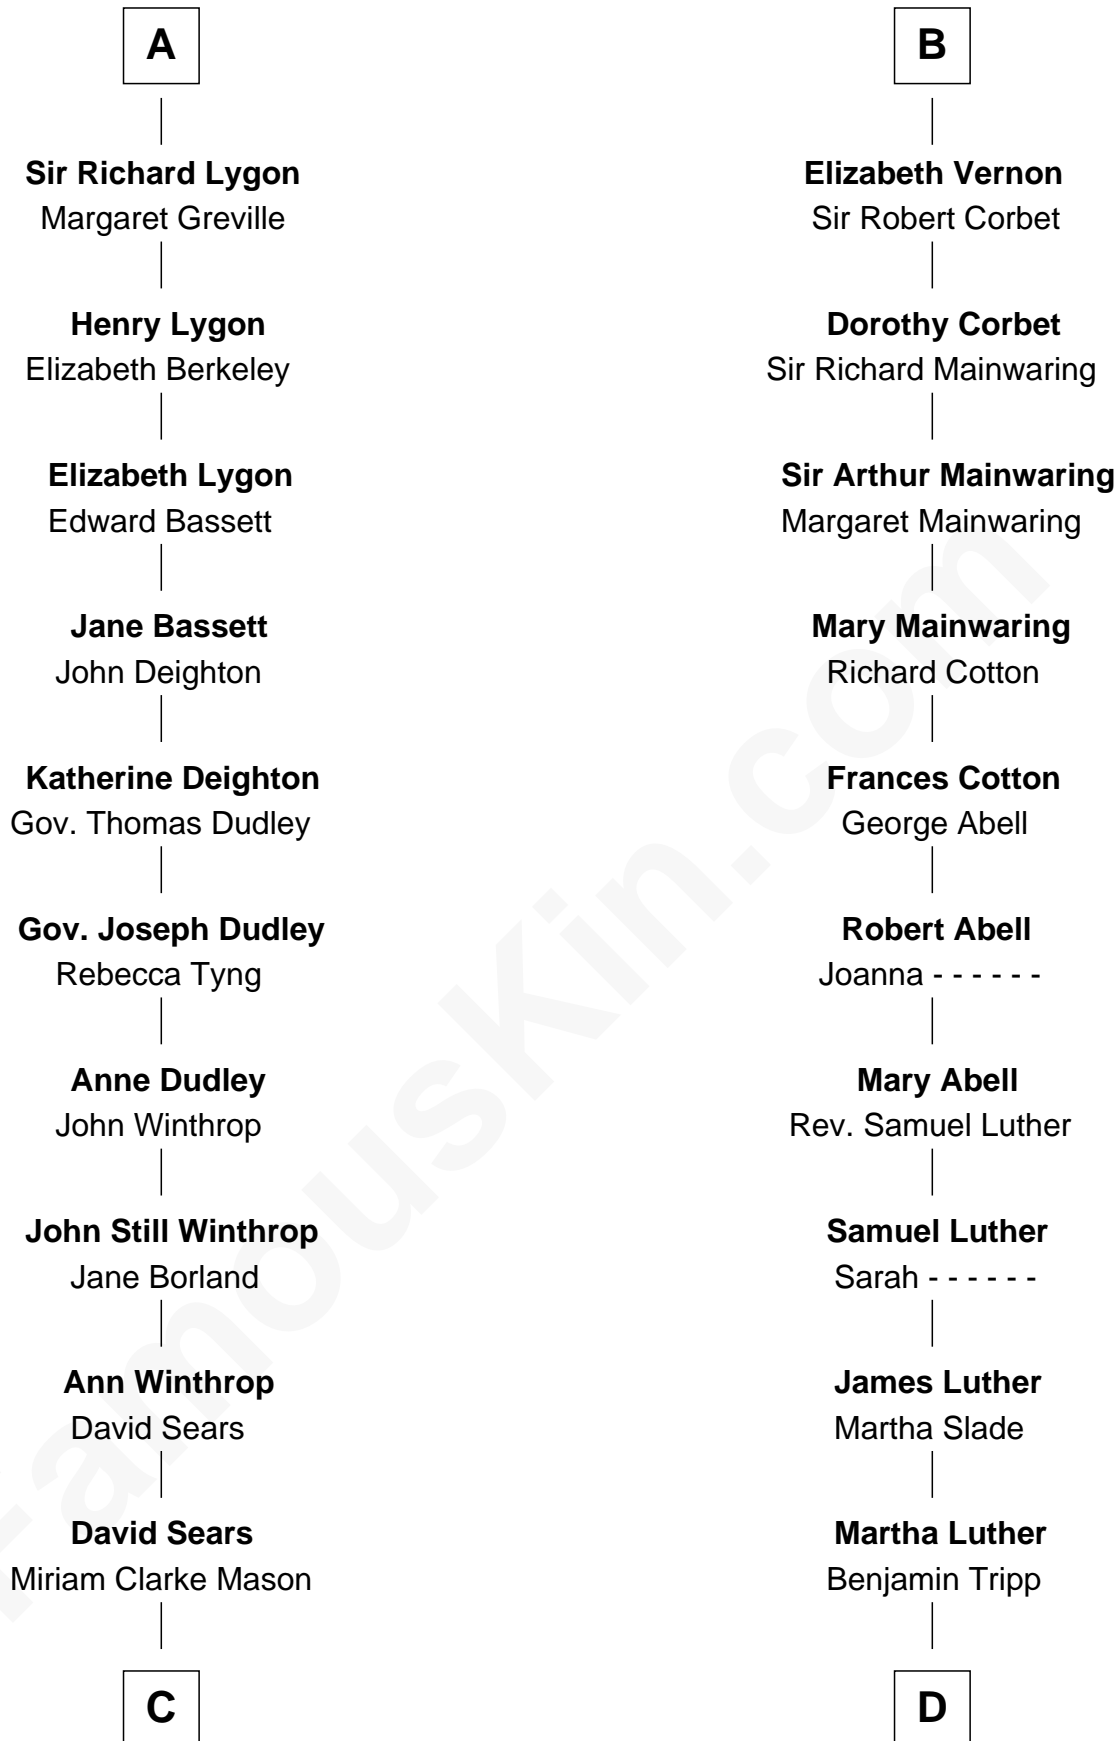 A
Sir Richard Lygon
Margaret Greville
Henry Lygon
Elizabeth Berkeley
Elizabeth Lygon
Edward Bassett
Jane Bassett
John Deighton
Katherine Deighton
Gov. Thomas Dudley
Gov. Joseph Dudley
Rebecca Tyng
Anne Dudley
John Winthrop
John Still Winthrop
Jane Borland
Ann Winthrop
David Sears
David Sears
Miriam Clarke Mason
C
B
Elizabeth Vernon
Sir Robert Corbet
Dorothy Corbet
Sir Richard Mainwaring
Sir Arthur Mainwaring
Margaret Mainwaring
Mary Mainwaring
Richard Cotton
Frances Cotton
George Abell
Robert Abell
Joanna - - - - - -
Mary Abell
Rev. Samuel Luther
Samuel Luther
Sarah - - - - - -
James Luther
Martha Slade
Martha Luther
Benjamin Tripp
D
FamousKin.com